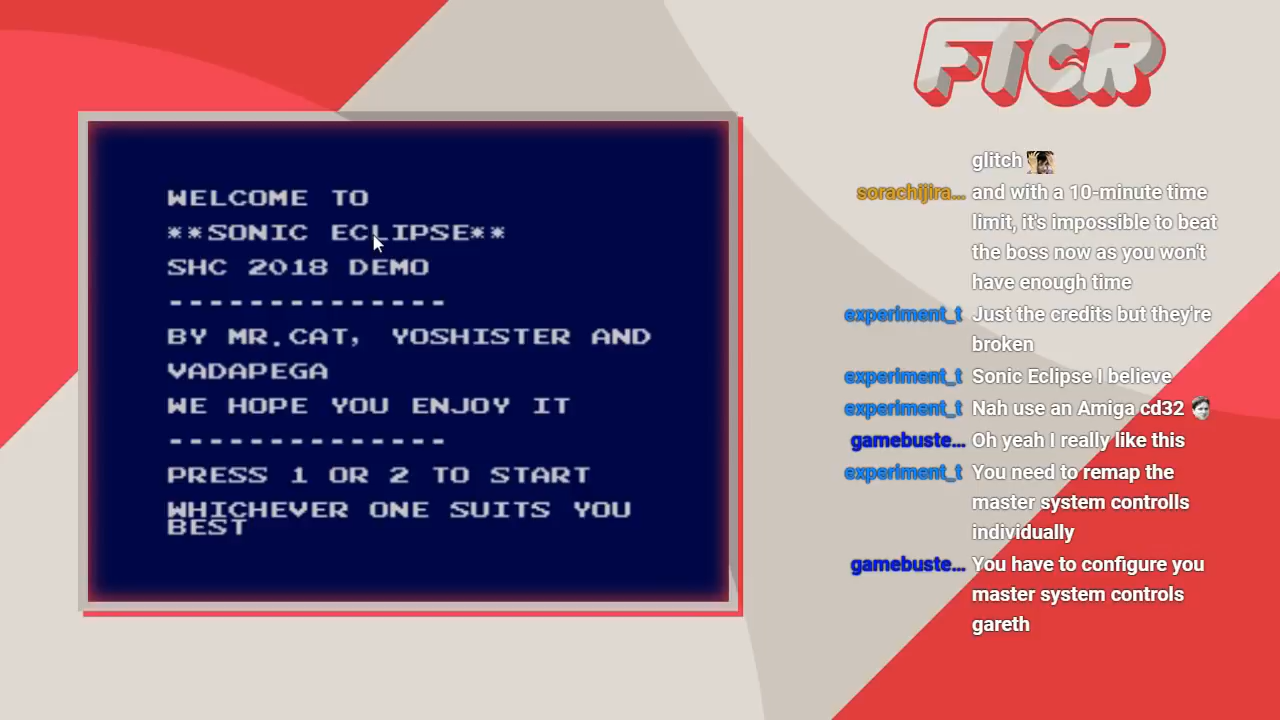 FTCR
WELCOME TO
**SONIC ECLIPSE**
SHC 2018 DEMO
--------------
BY MR.CAT, YOSHISTER AND
VADAPEGA
WE HOPE YOU ENJOY IT
--------------
PRESS 1 OR 2 TO START
WHICHEVER ONE SUITS YOU
BEST
glitch
sorachijira... and with a 10-minute time
limit, it's impossible to beat
the boss now as you won't
have enough time
experiment_t Just the credits but they're
broken
experiment_t Sonic Eclipse I believe
experiment_t Nah use an Amiga cd32
gamebuste... Oh yeah I really like this
experiment_t You need to remap the
master system controlls
individually
gamebuste... You have to configure you
master system controls
gareth